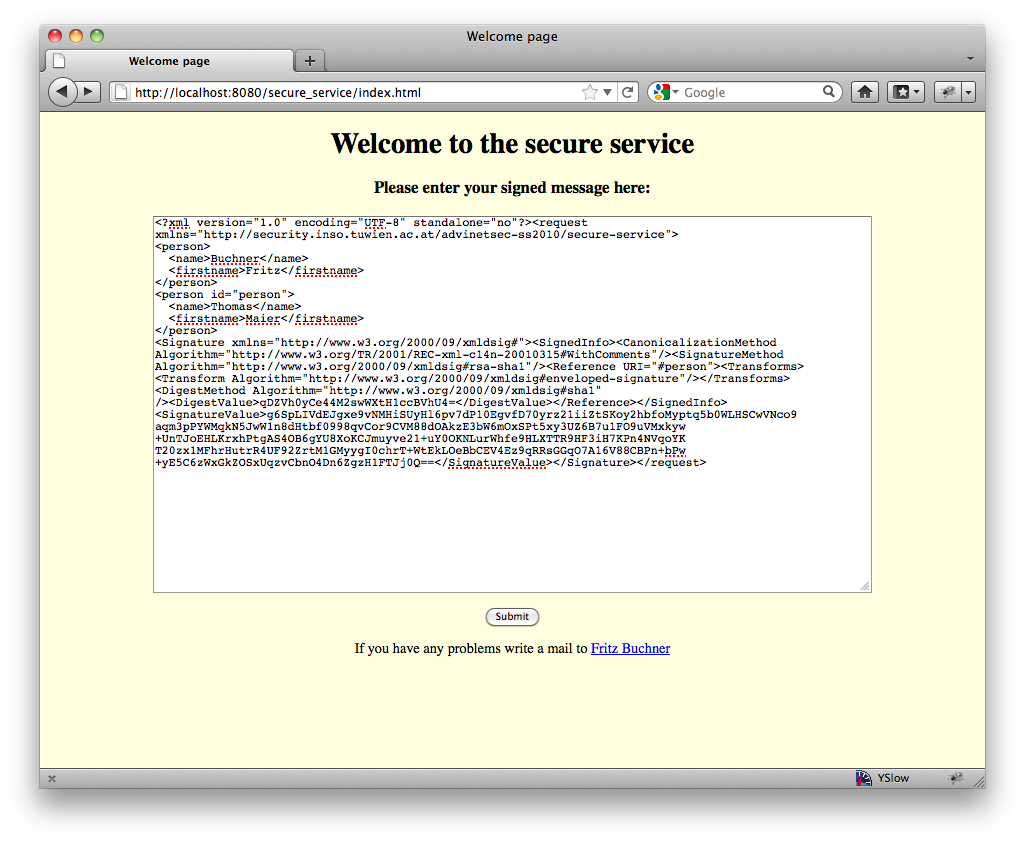 Welcome page
Welcome page
http://localhost:8080/secure_service/index.html
Google
Welcome to the secure service
Please enter your signed message here:
<?xml version="1.0" encoding="UTF-8" standalone="no"?><request
xmlns="http://security.inso.tuwien.ac.at/advinetsec-ss2010/secure-service">
<person>
  <name>Buchner</name>
  <firstname>Fritz</firstname>
</person>
<person id="person">
  <name>Thomas</name>
  <firstname>Maier</firstname>
</person>
<Signature xmlns="http://www.w3.org/2000/09/xmldsig#"><SignedInfo><CanonicalizationMethod
Algorithm="http://www.w3.org/TR/2001/REC-xml-c14n-20010315#WithComments"/><SignatureMethod
Algorithm="http://www.w3.org/2000/09/xmldsig#rsa-sha1"/><Reference URI="#person"><Transforms>
<Transform Algorithm="http://www.w3.org/2000/09/xmldsig#enveloped-signature"/></Transforms>
<DigestMethod Algorithm="http://www.w3.org/2000/09/xmldsig#sha1"
/><DigestValue>qDZVh0yCe44M2swWXtH1ccBVhU4=</DigestValue></Reference></SignedInfo>
<SignatureValue>g6SpLIVdEJgxe9vNMHiSUyHl6pv7dP10EgvfD70yrz21iiZtSKoy2hbfoMyptq5b0WLHSCwVNco9
aqm3pPYWMqkN5JwW1n8dHtbf0998qvCor9CVM88dOAkzE3bW6mOxSPt5xy3UZ6B7u1FO9uVMxkyw
+UnTJoEHLKrxhPtgAS4OB6gYU8XoKCJmuyve21+uY0OKNLurWhfe9HLXTTR9HF3iH7KPn4NVqoYK
T20zx1MFhrHutrR4UF92ZrtM1GMyygI0chrT+WtEkLOeBbCEV4Ez9qRRsGGqO7A16V88CBPn+bPw
+yE5C6zWxGkZOSxUqzvCbnO4Dn6ZgzH1FTJj0Q==</SignatureValue></Signature></request>
Submit
If you have any problems write a mail to Fritz Buchner
YSlow